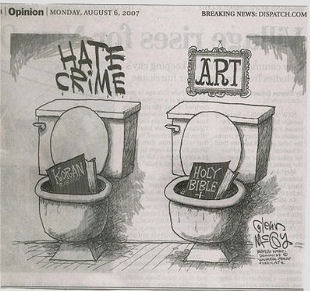 Opinion | MONDAY, AUGUST 6, 2007
BREAKING NEWS: DISPATCH.COM
HATE
CRIME
ART
KORAN
HOLY
BIBLE
Glenn
McCoy